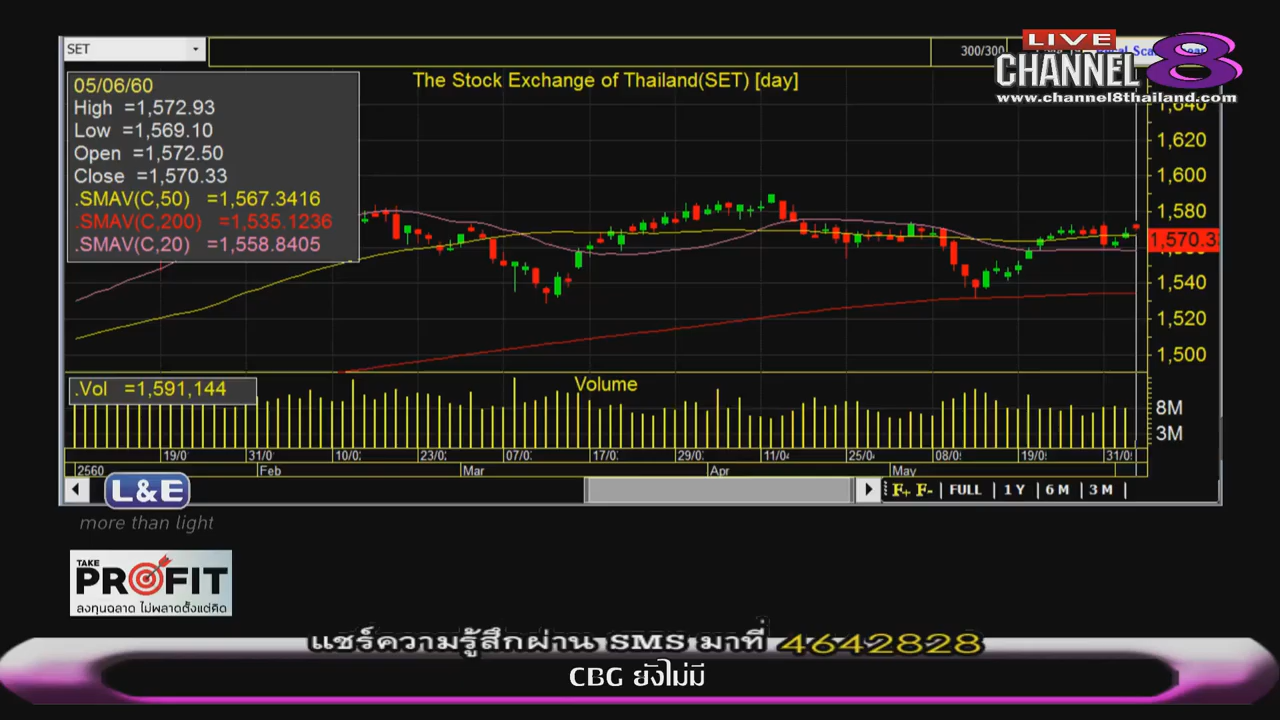 SET
300/300
LIVE
CHANNEL 8
www.channel8thailand.com
The Stock Exchange of Thailand(SET) [day]
05/06/60
High =1,572.93
Low =1,569.10
Open =1,572.50
Close =1,570.33
.SMAV(C,50) =1,567.3416
.SMAV(C,200) =1,535.1236
.SMAV(C,20) =1,558.8405
1,640
1,620
1,600
1,580
1,570.3
1,540
1,520
1,500
.Vol =1,591,144
Volume
8M
3M
19/0 31/0 10/0 23/0 07/0 17/0 29/0 11/0 25/0 08/0 19/0 31/0
2560 Feb Mar Apr May
F+ F- | FULL | 1 Y | 6 M | 3 M |
L&E
more than light
TAKE
PROFIT
ลงทุนฉลาด ไม่พลาดตั้งแต่คิด
แชร์ความรู้สึกผ่าน SMS มาที่ 4642828
CBG ยังไม่มี